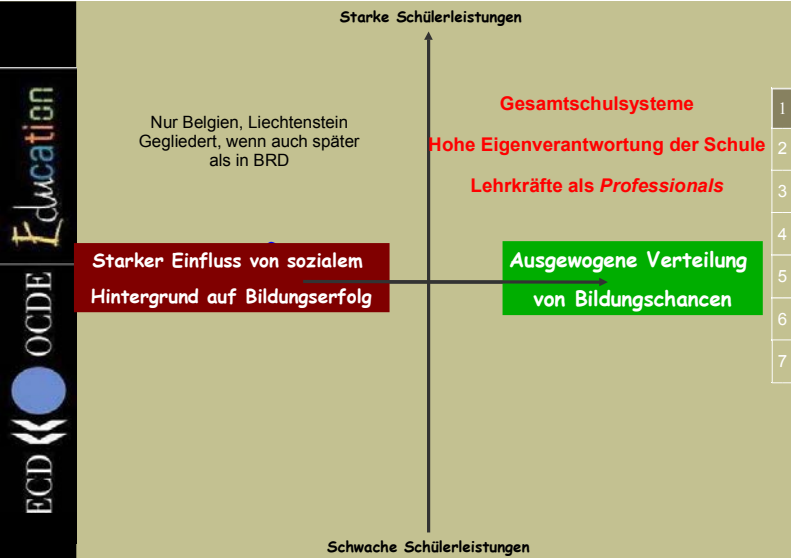 Starke Schülerleistungen
Nur Belgien, Liechtenstein
Gegliedert, wenn auch später
als in BRD
Gesamtschulsysteme
Hohe Eigenverantwortung der Schule
Lehrkräfte als Professionals
Starker Einfluss von sozialem
Hintergrund auf Bildungserfolg
Ausgewogene Verteilung
von Bildungschancen
Schwache Schülerleistungen
1
2
3
4
5
6
7
Education
ECD OCDE